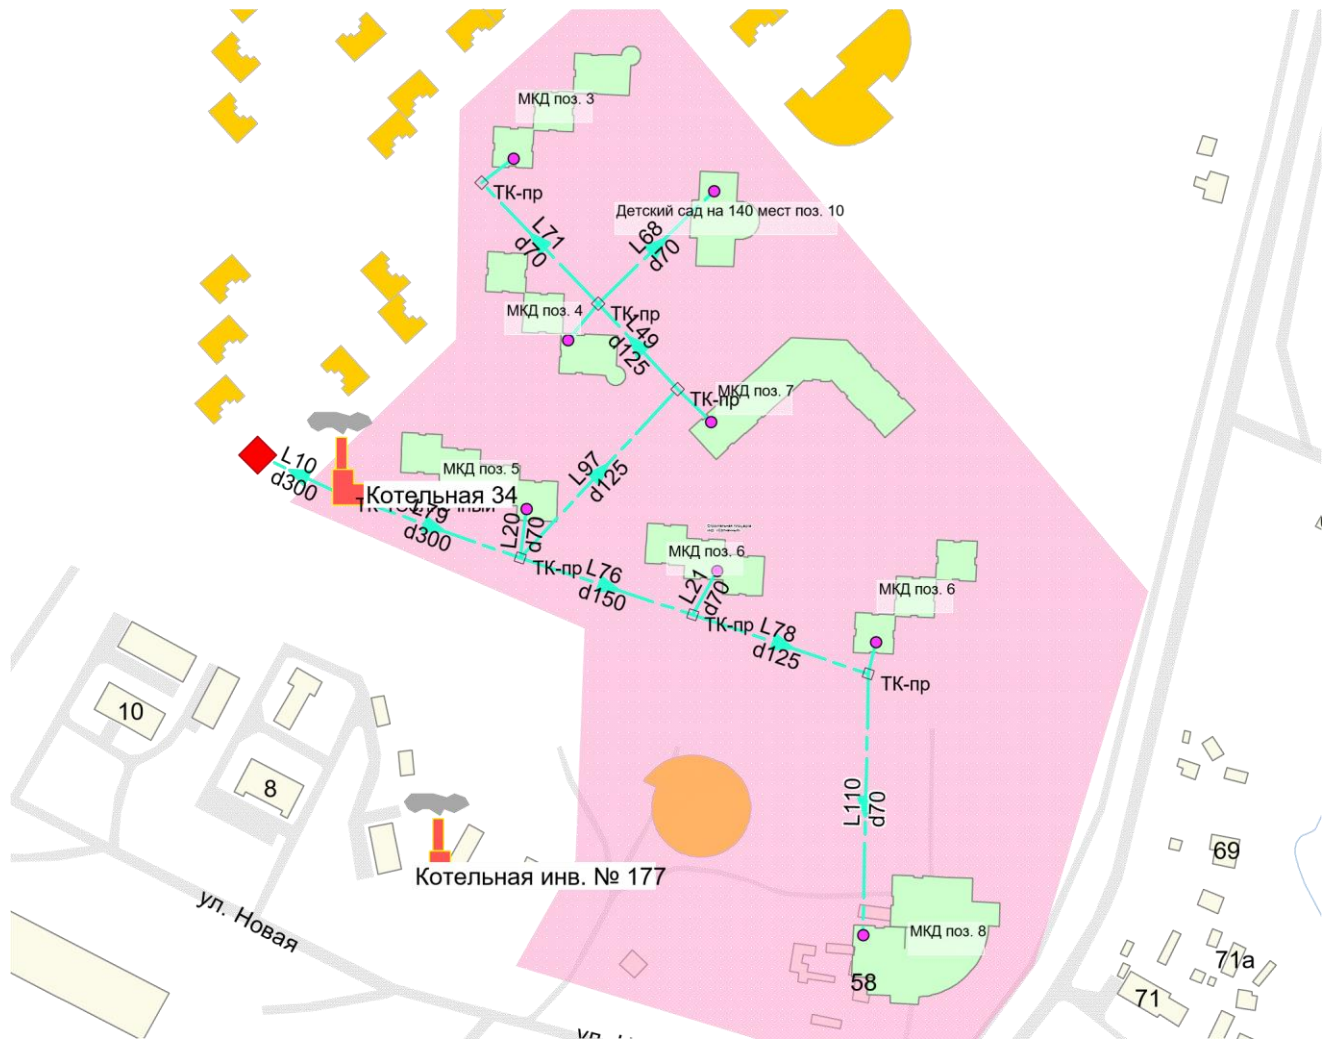 МКД поз. 3
ТК-пр
Детский сад на 140 мест поз. 10
L71
d70
L68
d70
МКД поз. 4
ТК-пр
L49
d125
МКД поз. 7
ТК-пр
L10
d300
МКД поз. 5
L97
d125
Котельная 34
L79
d300
L20
d70
ТК-пр
L76
d150
МКД поз. 6
L21
d70
ТК-пр
L78
d125
МКД поз. 6
ТК-пр
10
8
L110
d70
Котельная инв. № 177
69
ул. Новая
МКД поз. 8
58
71а
71